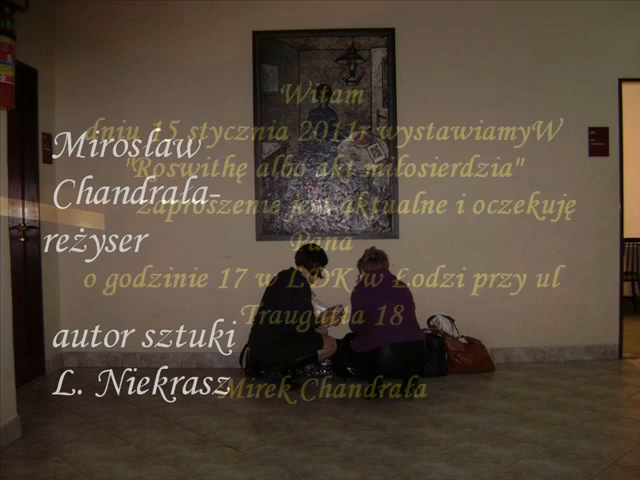 Witam
dniu 15 stycznia 2011r wystawiamyW
"Roswithę albo akt miłosierdzia"
zaproszenie jest aktualne i oczekuję
Pana
o godzinie 17 w ŁDK w Łodzi przy ul
Traugutta 18
Mirek Chandrała
Mirosław
Chandrała-
reżyser
autor sztuki
L. Niekrasz